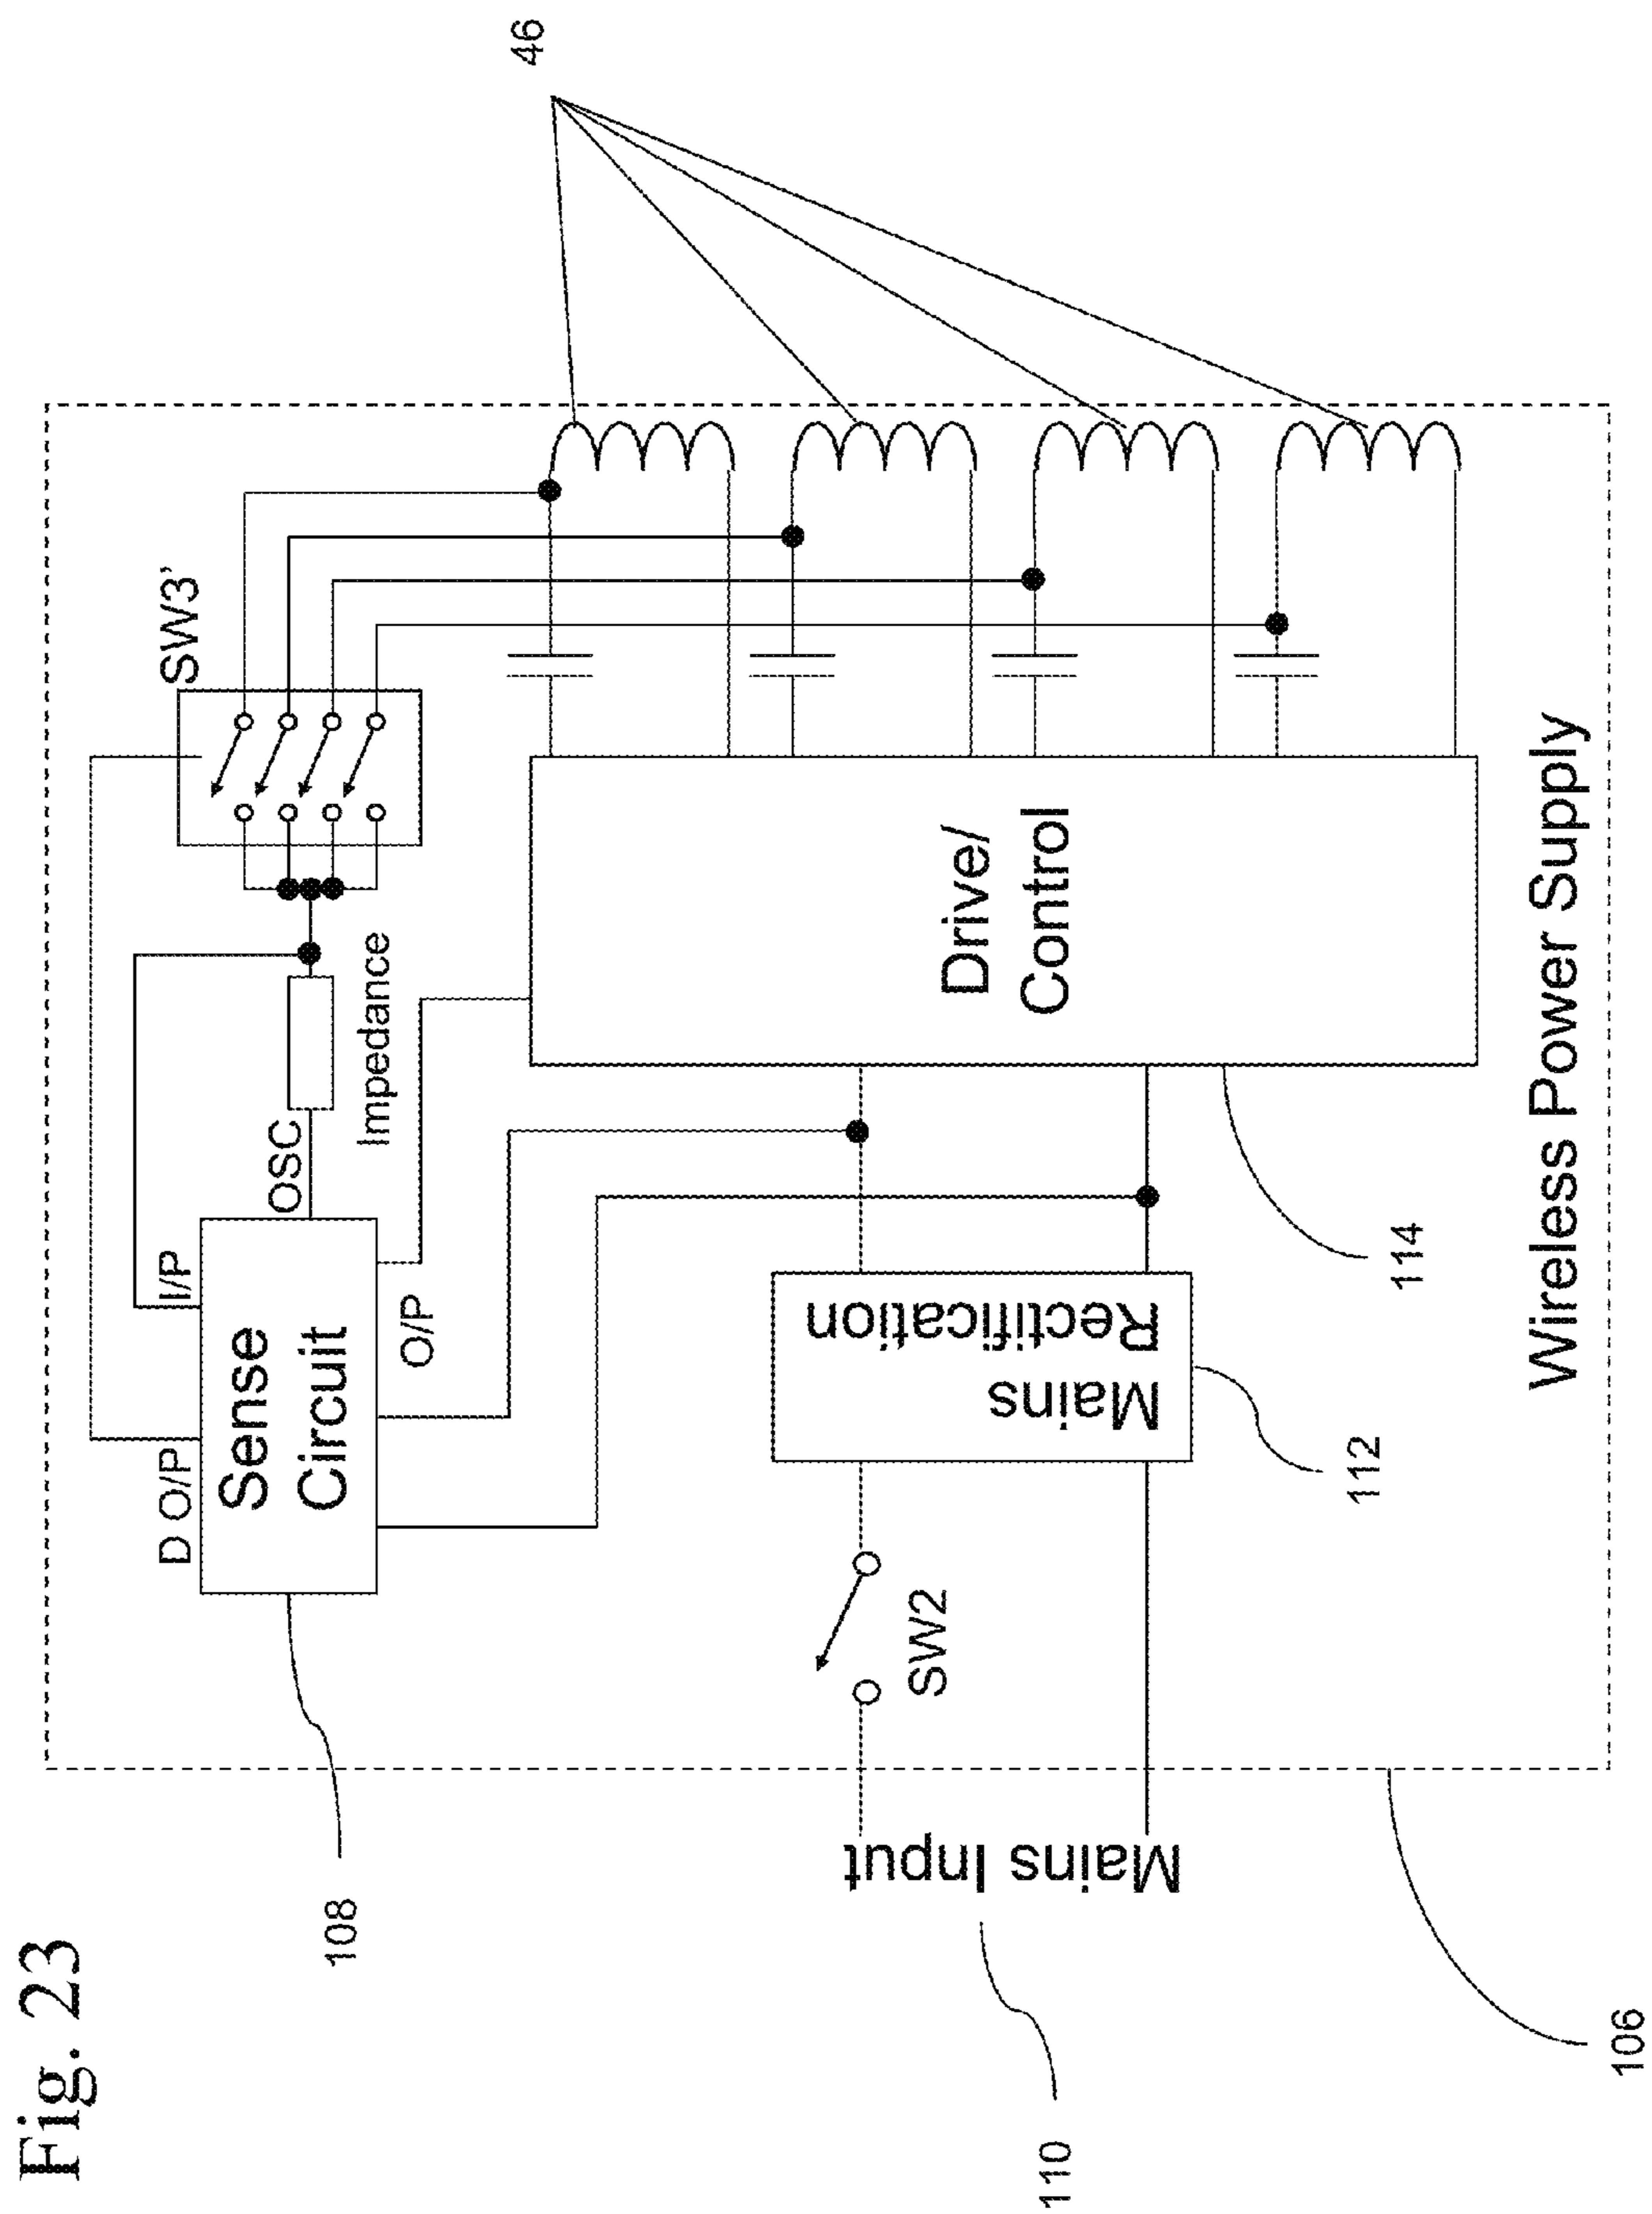 Fig. 23
108
D O/P
I/P
Sense
Circuit
OSC
O/P
Impedance
SW3'
46
SW2
Mains
Rectification
Drive/
Control
Mains Input
110
112
114
Wireless Power Supply
106